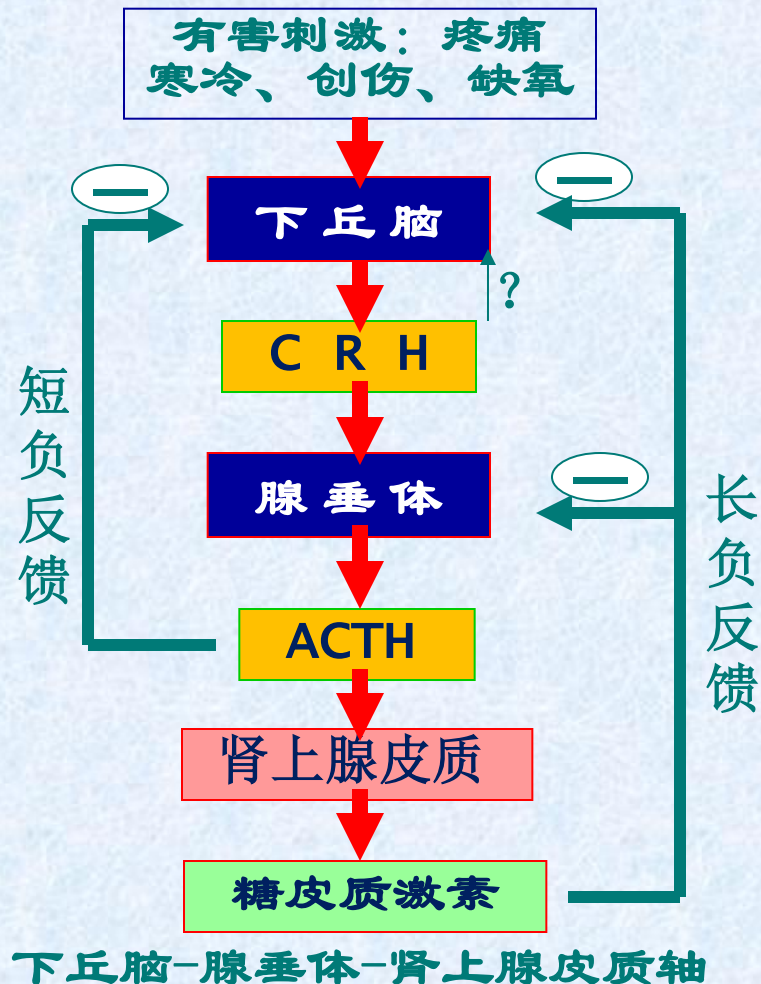 有害刺激：疼痛
寒冷、创伤、缺氧
下丘脑
?
CRH
短负反馈
腺垂体
长负反馈
ACTH
肾上腺皮质
糖皮质激素
下丘脑-腺垂体-肾上腺皮质轴